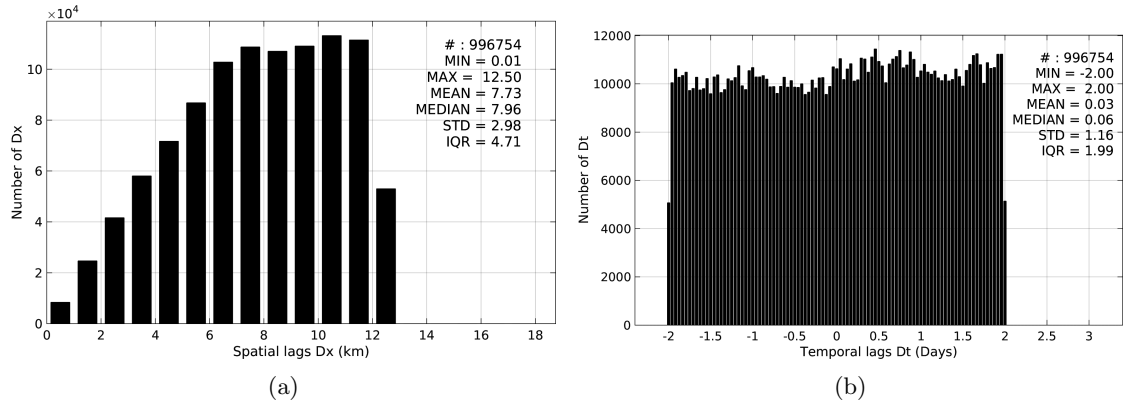 ×10⁴
10
8
6
4
2
0
Number of Dx
# : 996754
MIN = 0.01
MAX = 12.50
MEAN = 7.73
MEDIAN = 7.96
STD = 2.98
IQR = 4.71
0 2 4 6 8 10 12 14 16 18
Spatial lags Dx (km)
(a)
12000
10000
8000
6000
4000
2000
0
Number of Dt
# : 996754
MIN = -2.00
MAX = 2.00
MEAN = 0.03
MEDIAN = 0.06
STD = 1.16
IQR = 1.99
-2 -1.5 -1 -0.5 0 0.5 1 1.5 2 2.5 3
Temporal lags Dt (Days)
(b)